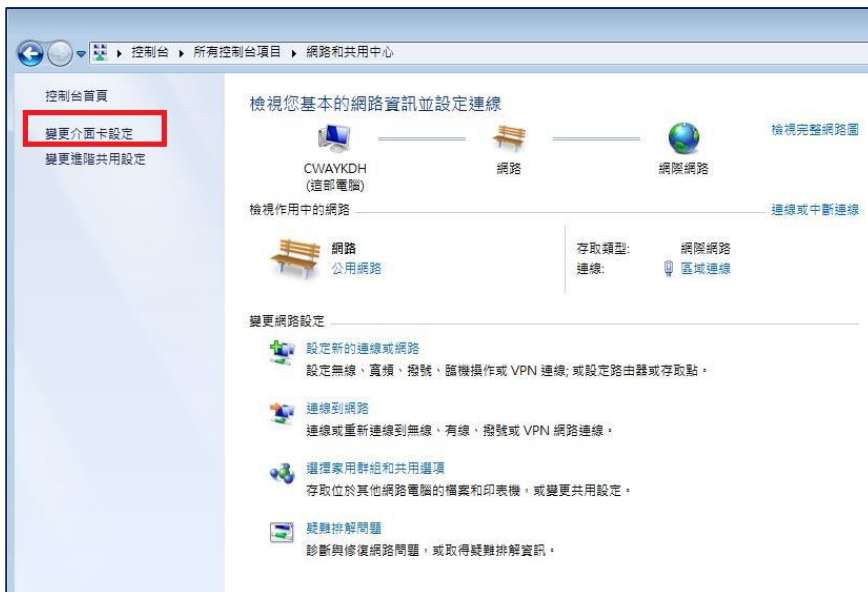 控制台 ▸ 所有控制台項目 ▸ 網路和共用中心
控制台首頁
變更介面卡設定
變更進階共用設定
檢視您基本的網路資訊並設定連線
檢視完整網路圖
CWAYKDH
(這部電腦)
網路
網際網路
檢視作用中的網路
連線或中斷連線
網路
公用網路
存取類型: 網際網路
連線: 區域連線
變更網路設定
設定新的連線或網路
設定無線、寬頻、撥號、臨機操作或 VPN 連線; 或設定路由器或存取點。
連線到網路
連線或重新連線到無線、有線、撥號或 VPN 網路連線。
選擇家用群組和共用選項
存取位於其他網路電腦的檔案和印表機，或變更共用設定。
疑難排解問題
診斷與修復網路問題，或取得疑難排解資訊。